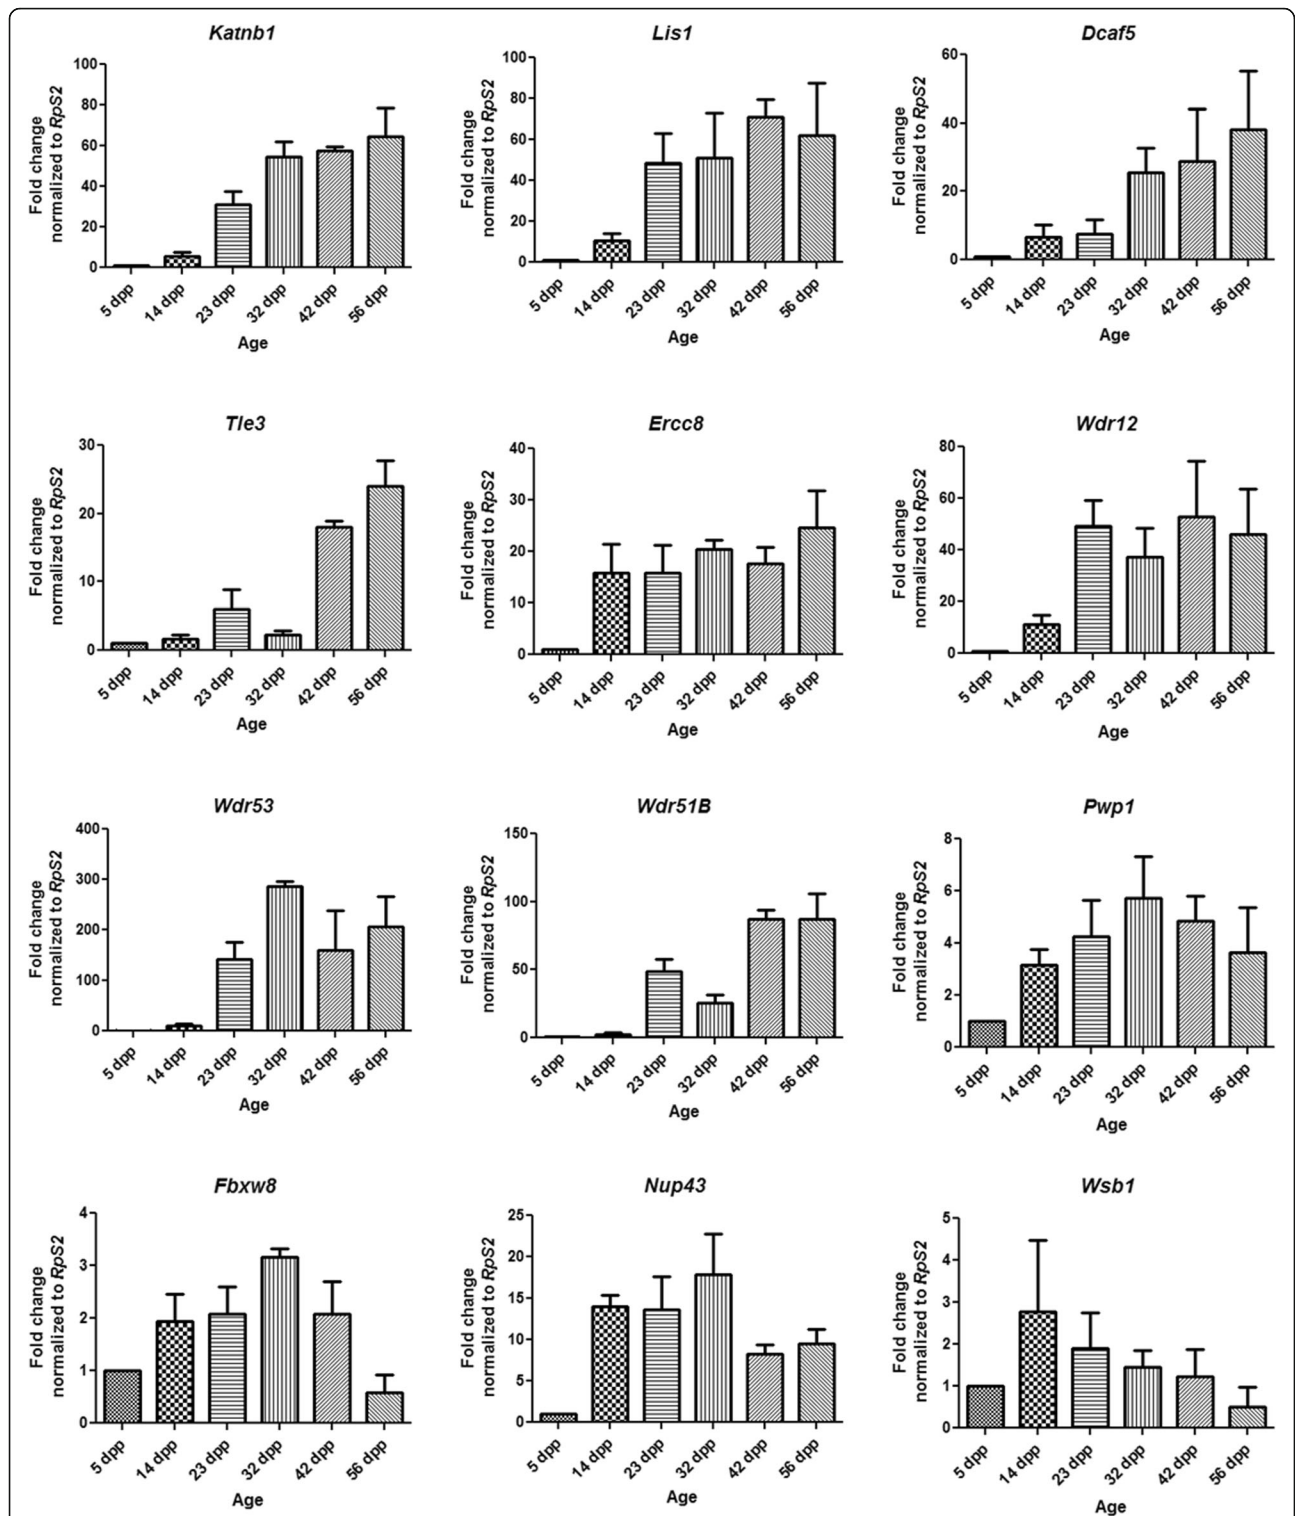 Katnb1
Fold change
normalized to RpS2
100
80
60
40
20
0
5 dpp
14 dpp
23 dpp
32 dpp
42 dpp
56 dpp
Age
Lis1
Fold change
normalized to RpS2
100
80
60
40
20
0
5 dpp
14 dpp
23 dpp
32 dpp
42 dpp
56 dpp
Age
Dcaf5
Fold change
normalized to RpS2
60
40
20
0
5 dpp
14 dpp
23 dpp
32 dpp
42 dpp
56 dpp
Age
Tle3
Fold change
normalized to RpS2
30
20
10
0
5 dpp
14 dpp
23 dpp
32 dpp
42 dpp
56 dpp
Age
Ercc8
Fold change
normalized to RpS2
40
30
20
10
0
5 dpp
14 dpp
23 dpp
32 dpp
42 dpp
56 dpp
Age
Wdr12
Fold change
normalized to RpS2
80
60
40
20
0
5 dpp
14 dpp
23 dpp
32 dpp
42 dpp
56 dpp
Age
Wdr53
Fold change
normalized to RpS2
400
300
200
100
0
5 dpp
14 dpp
23 dpp
32 dpp
42 dpp
56 dpp
Age
Wdr51B
Fold change
normalized to RpS2
150
100
50
0
5 dpp
14 dpp
23 dpp
32 dpp
42 dpp
56 dpp
Age
Pwp1
Fold change
normalized to RpS2
8
6
4
2
0
5 dpp
14 dpp
23 dpp
32 dpp
42 dpp
56 dpp
Age
Fbxw8
Fold change
normalized to RpS2
4
3
2
1
0
5 dpp
14 dpp
23 dpp
32 dpp
42 dpp
56 dpp
Age
Nup43
Fold change
normalized to RpS2
25
20
15
10
5
0
5 dpp
14 dpp
23 dpp
32 dpp
42 dpp
56 dpp
Age
Wsb1
Fold change
normalized to RpS2
5
4
3
2
1
0
5 dpp
14 dpp
23 dpp
32 dpp
42 dpp
56 dpp
Age